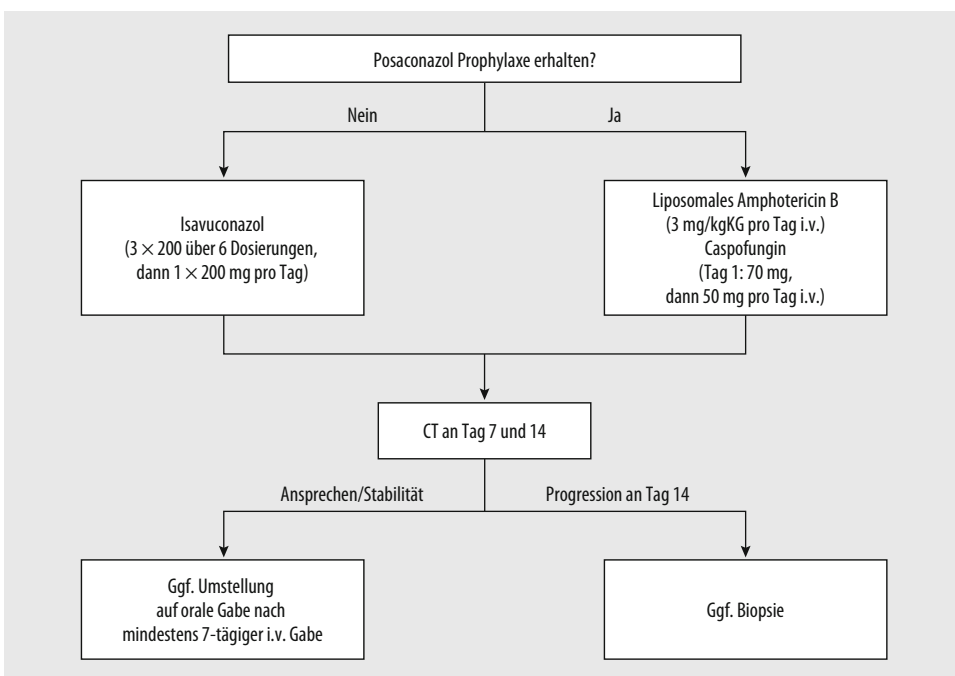 Posaconazol Prophylaxe erhalten?
Nein
Ja
Isavuconazol
(3 × 200 über 6 Dosierungen,
dann 1 × 200 mg pro Tag)
Liposomales Amphotericin B
(3 mg/kgKG pro Tag i.v.)
Caspofungin
(Tag 1: 70 mg,
dann 50 mg pro Tag i.v.)
CT an Tag 7 und 14
Ansprechen/Stabilität
Progression an Tag 14
Ggf. Umstellung
auf orale Gabe nach
mindestens 7-tägiger i.v. Gabe
Ggf. Biopsie